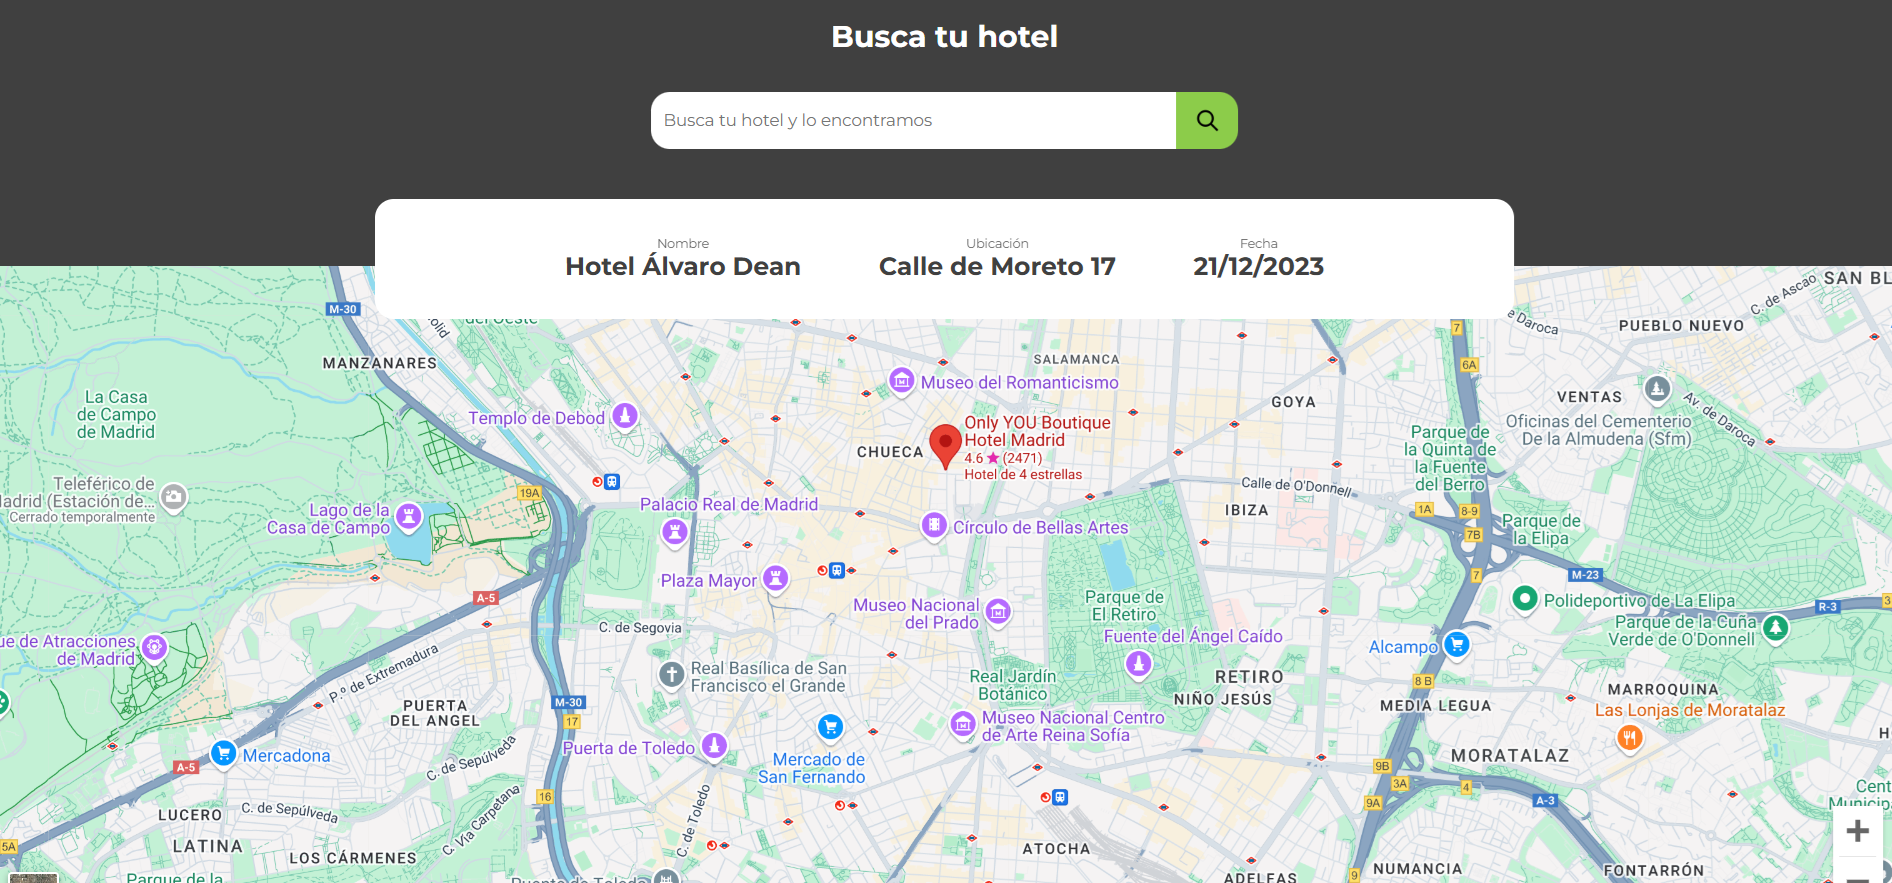 Busca tu hotel
Busca tu hotel y lo encontramos
Nombre
Hotel Álvaro Dean
Ubicación
Calle de Moreto 17
Fecha
21/12/2023
SAN BL
C. de Ascao
M-30
del Oeste
e Daroca
PUEBLO NUEVO
7
MANZANARES
SALAMANCA
6A
Museo del Romanticismo
La Casa
de Campo
de Madrid
Templo de Debod
GOYA
VENTAS
Av. de Daroca
Only YOU Boutique
Hotel Madrid
4.6 ★ (2471)
Hotel de 4 estrellas
CHUECA
Oficinas del Cementerio
De la Almudena (Sfm)
Parque de
la Quinta de
la Fuente
del Berro
Teleférico de
Madrid (Estación de...
Cerrado temporalmente
19A
Calle de O'Donnell
Lago de la
Casa de Campo
Palacio Real de Madrid
IBIZA
1A
8-9
7B
Parque de
la Elipa
Círculo de Bellas Artes
Plaza Mayor
7
M-23
A-5
Parque de
El Retiro
Polideportivo de La Elipa
R-3
3
Museo Nacional
del Prado
C. de Segovia
Parque de la Cuña
Verde de O'Donnell
ue de Atracciones
de Madrid
Fuente del Ángel Caído
Alcampo
P.º de Extremadura
Real Basílica de San
Francisco el Grande
Real Jardín
Botánico
RETIRO
NIÑO JESÚS
8 B
MARROQUINA
Las Lonjas de Moratalaz
M-30
17
PUERTA
DEL ANGEL
MEDIA LEGUA
Museo Nacional Centro
de Arte Reina Sofía
H
Puerta de Toledo
Mercadona
C. de Sepúlveda
A-5
Mercado de
San Fernando
MORATALAZ
9B
3A
4
9A
A-3
Cent
Municip
16
C. Vía Carpetana
C. de Toledo
LUCERO
C. de Sepúlveda
5A
LATINA
LOS CÁRMENES
ATOCHA
NUMANCIA
FONTARRÓN
9
Parque de la
Puente de Toledo
ADELFAS